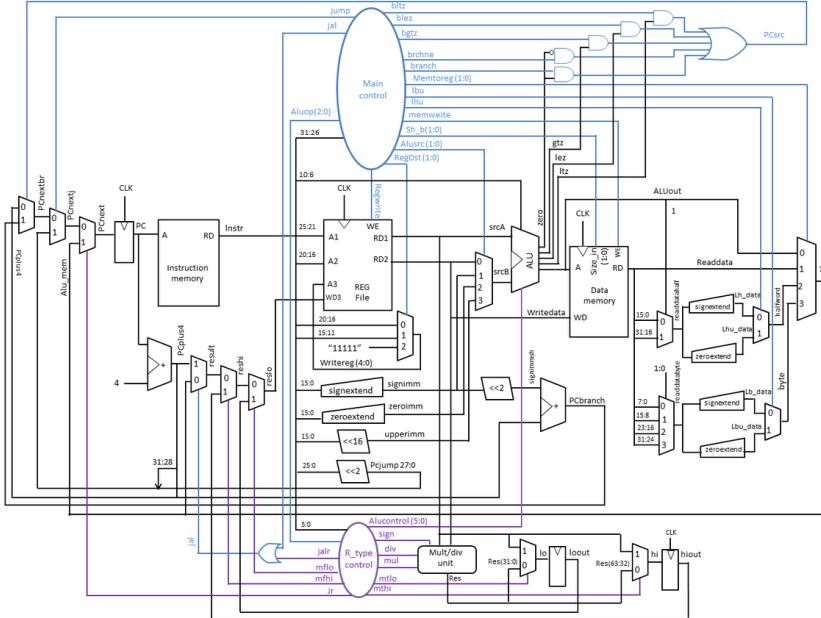 jump
jal
bltz
blez
bgtz
brchne
branch
Memtoreg (1:0)
lbu
lhu
memweite
Sh_b(1:0)
Alusrc (1:0)
RegDst (1:0)
PCsrc
Main
control
Aluop(2:0)
31:26
10:6
Regwrite
gtz
lez
ltz
zero
ALUout
1
PCnextbr
PCnextj
PCnext
0
1
0
1
0
1
PCplus4
Alu_mem
CLK
PC
A
RD
Instr
Instruction
memory
25:21
20:16
CLK
WE
A1
RD1
A2
RD2
A3
WD3
REG
File
srcA
srcB
0
1
2
3
ALU
CLK
A
Size_in
(1:0)
WE
RD
Data
memory
WD
Writedata
Readdata
0
1
2
3
20:16
15:11
"11111"
0
1
2
Writereg (4:0)
4
+
PCplus4
1
0
result
0
1
reshi
0
1
reslo
15:0
signextend
signimm
15:0
zeroextend
zeroimm
15:0
<<16
upperimm
25:0
<<2
Pcjump 27:0
<<2
signimmsh
+
PCbranch
31:28
15:0
31:16
0
1
readdatahalf
signextend
Lh_data
zeroextend
Lhu_data
0
1
halfword
1:0
7:0
15:8
23:16
31:24
0
1
2
3
readdatabyte
signextend
Lb_data
zeroextend
Lbu_data
0
1
byte
5:0
Alucontrol (5:0)
jal
jalr
mflo
mfhi
Jr
R_type
control
sign
div
mul
mtlo
mthi
Mult/div
unit
Res
Res(31:0)
1
0
lo
loout
Res(63:32)
1
0
hi
CLK
hiout